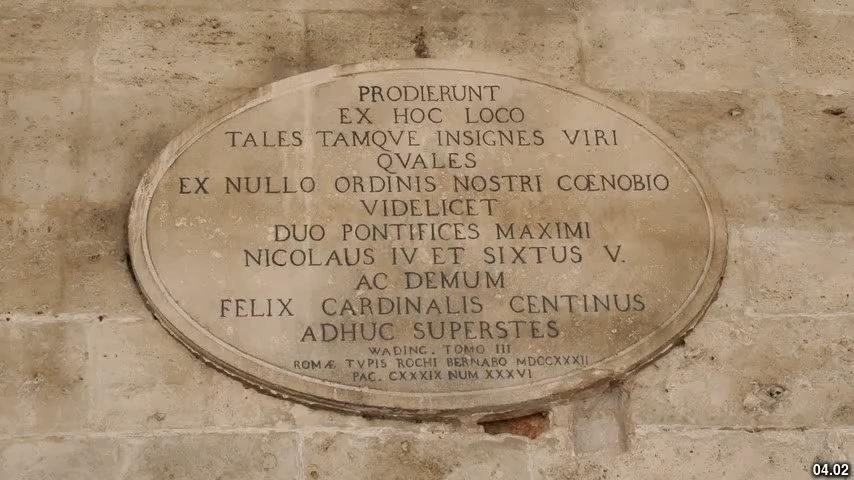 PRODIERUNT
EX HOC LOCO
TALES TAMQVE INSIGNES VIRI
QVALES
EX NULLO ORDINIS NOSTRI CŒNOBIO
VIDELICET
DUO PONTIFICES MAXIMI
NICOLAUS IV ET SIXTUS V.
AC DEMUM
FELIX CARDINALIS CENTINUS
ADHUC SUPERSTES
WADING. TOMO III
ROMÆ TYPIS ROCHI BERNABO MDCCXXXII
PAG. CXXXIX NUM XXXVI
04.02